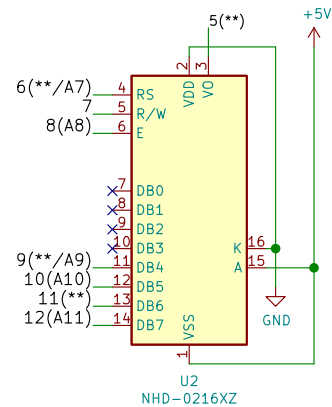 +5V
5(**)
2
3
VDD
VO
6(**/A7)
4
RS
7
5
R/W
8(A8)
6
E
7
DB0
8
DB1
9
DB2
10
DB3
K
16
9(**/A9)
11
DB4
A
15
10(A10)
12
DB5
11(**)
13
DB6
12(A11)
14
DB7
GND
VSS
1
U2
NHD-0216XZ